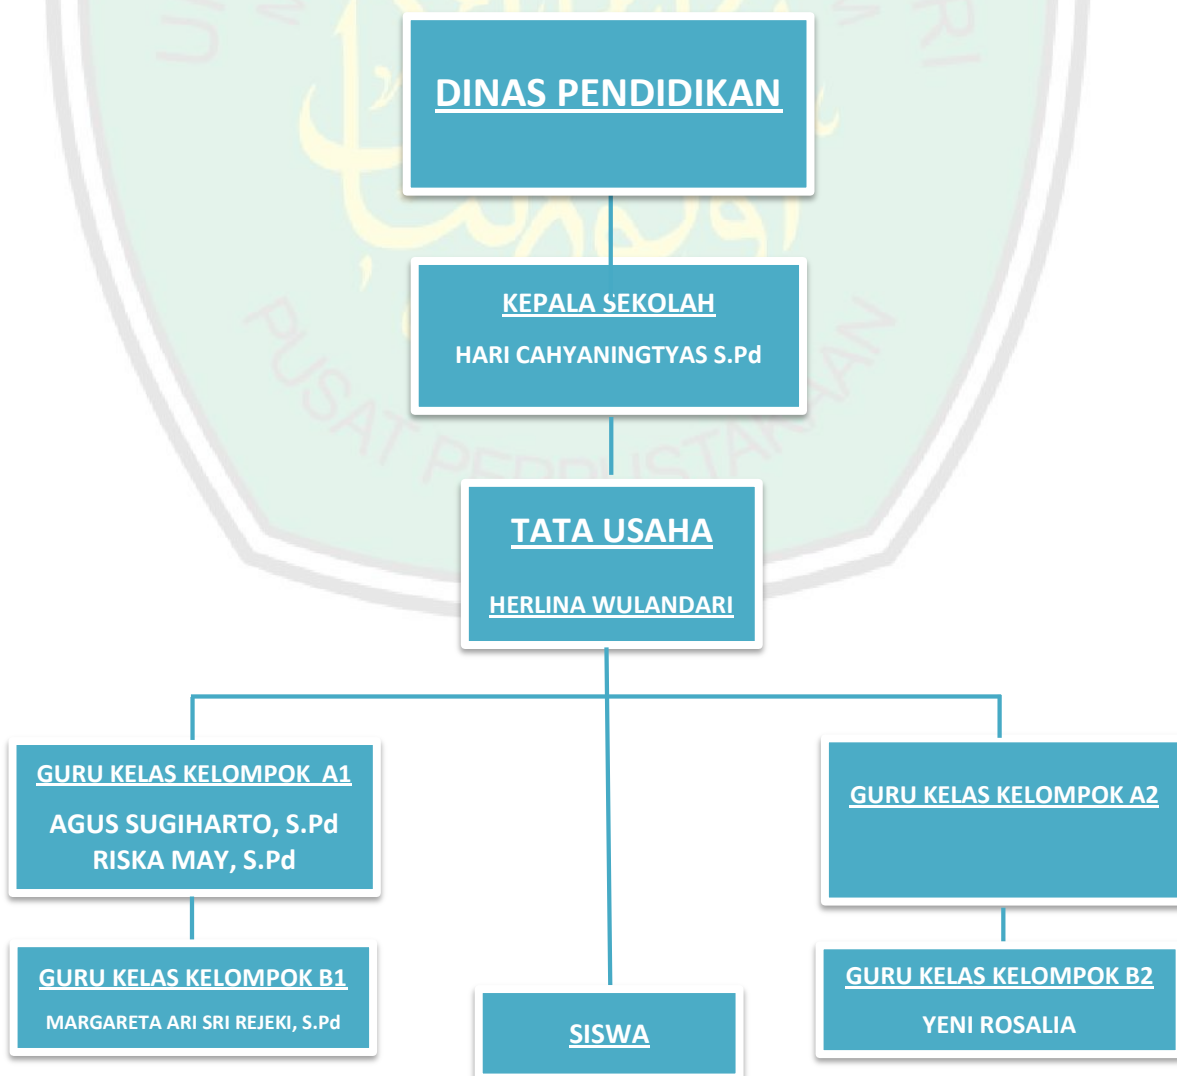 DINAS PENDIDIKAN
KEPALA SEKOLAH
HARI CAHYANINGTYAS S.Pd
PUSAT PERPUSTAKAAN
TATA USAHA
HERLINA WULANDARI
GURU KELAS KELOMPOK  A1
AGUS SUGIHARTO, S.Pd
RISKA MAY, S.Pd
GURU KELAS KELOMPOK A2
GURU KELAS KELOMPOK B1
MARGARETA ARI SRI REJEKI, S.Pd
SISWA
GURU KELAS KELOMPOK B2
YENI ROSALIA